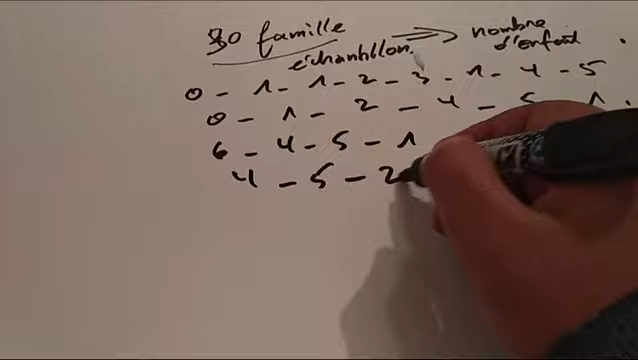 30 famille ⟹ nombre d'enfant
échantillon
0 - 1 - 1 - 2 - 3 - 1 - 4 - 5
0 - 1 - 2 - 4 - 5 - 1
6 - 4 - 5 - 1
4 - 5 - 2